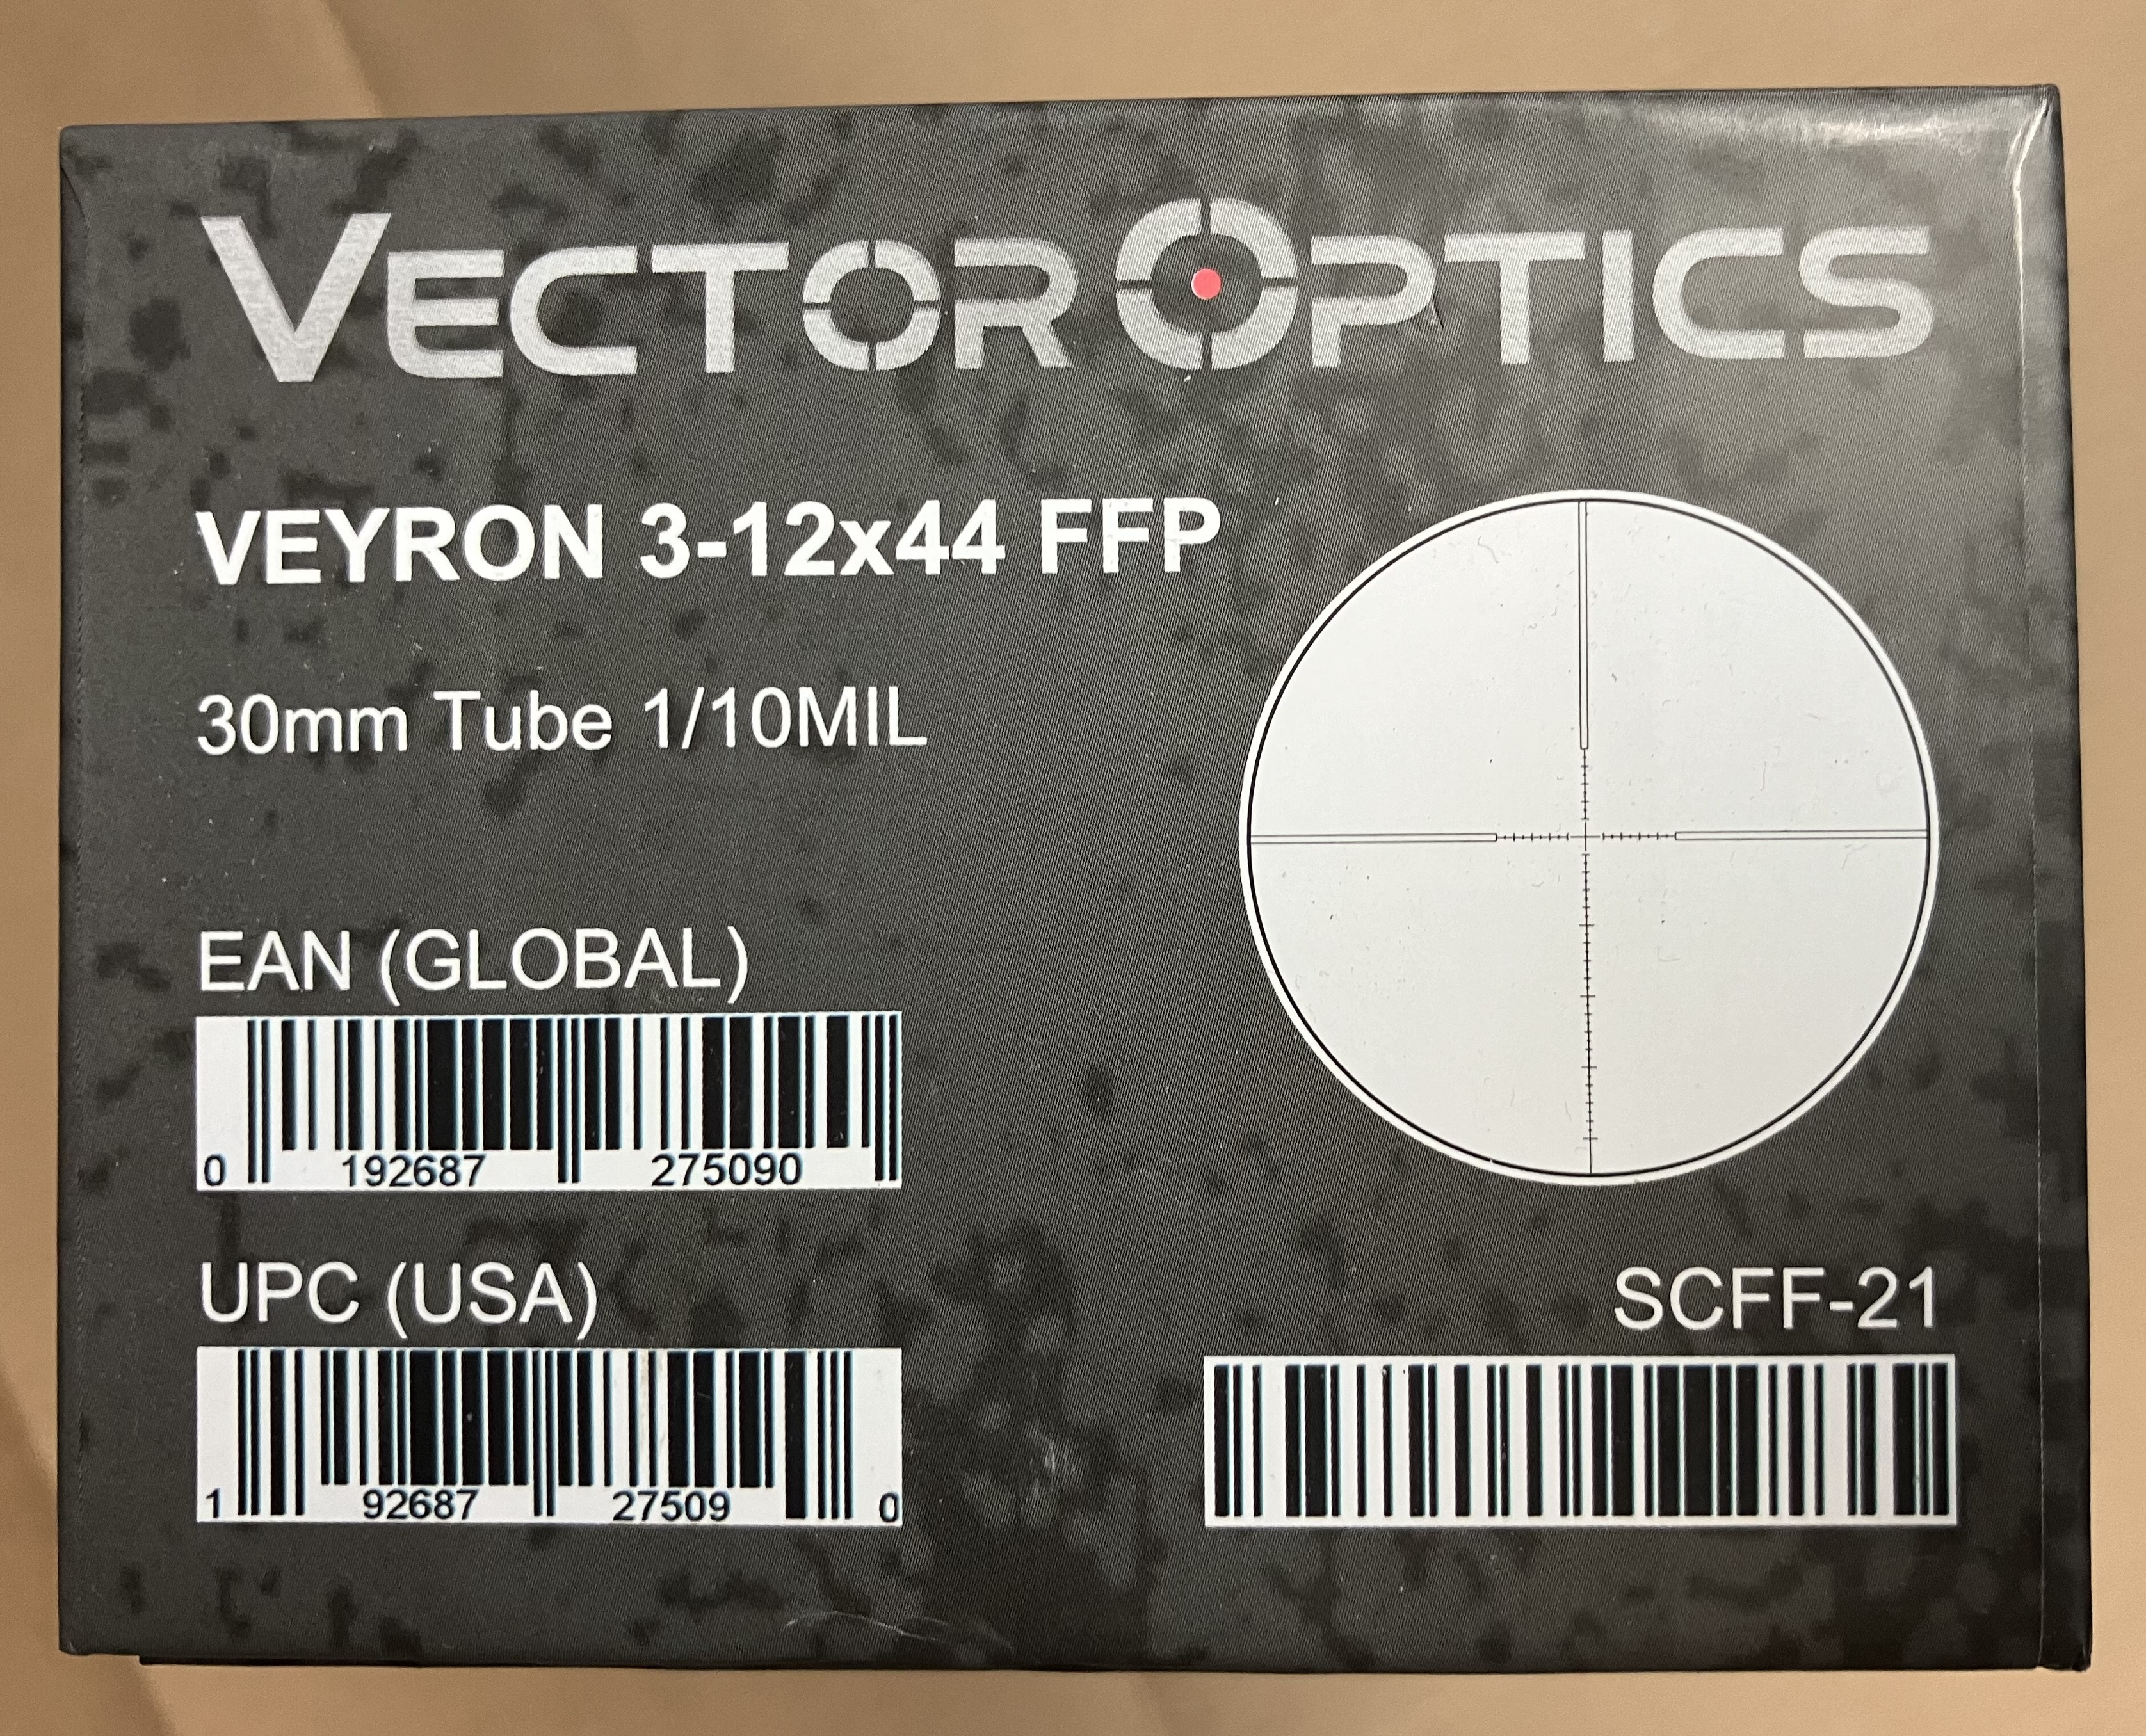 VECTOR OPTICS
VEYRON 3-12x44 FFP
30mm Tube 1/10MIL
EAN (GLOBAL)
0 192687 275090
UPC (USA)
1 92687 27509 0
SCFF-21